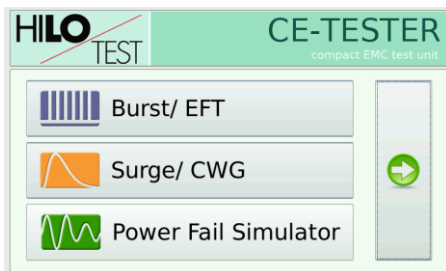 HILO TEST
CE-TESTER
compact EMC test unit
Burst/ EFT
Surge/ CWG
Power Fail Simulator